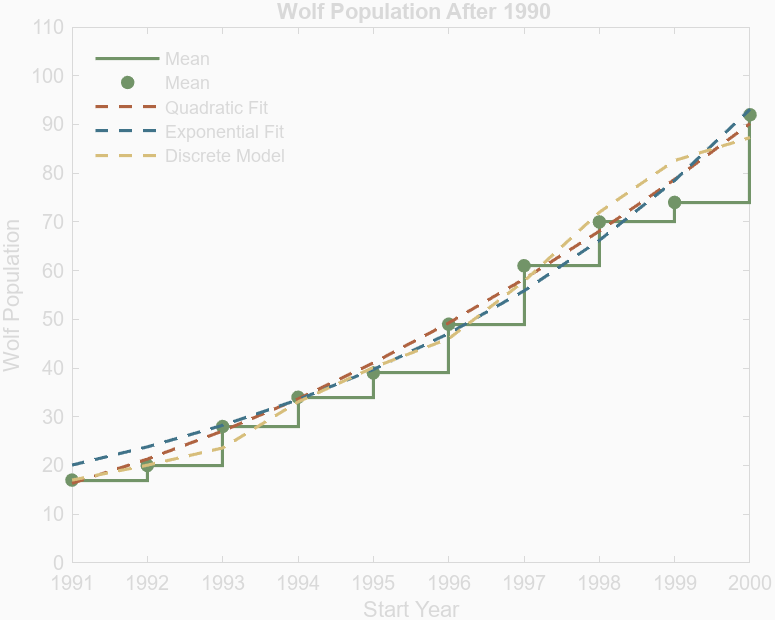 Wolf Population After 1990
110
100
90
80
70
60
50
40
30
20
10
0
Mean
Mean
Quadratic Fit
Exponential Fit
Discrete Model
Wolf Population
1991 1992 1993 1994 1995 1996 1997 1998 1999 2000
Start Year